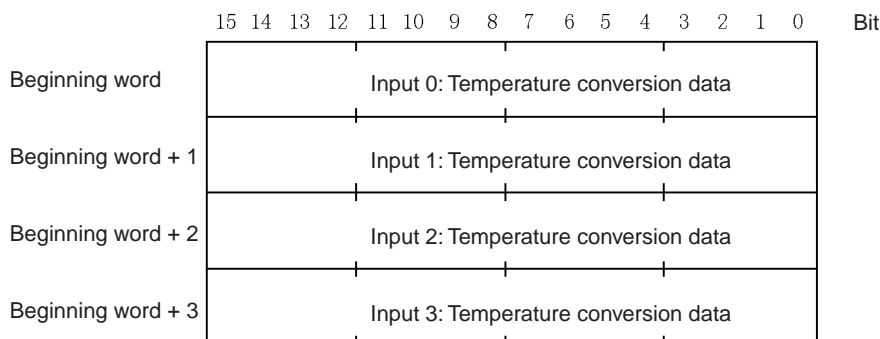 15 14 13 12 11 10 9 8 7 6 5 4 3 2 1 0 Bit
Beginning word Input 0: Temperature conversion data
Beginning word + 1 Input 1: Temperature conversion data
Beginning word + 2 Input 2: Temperature conversion data
Beginning word + 3 Input 3: Temperature conversion data